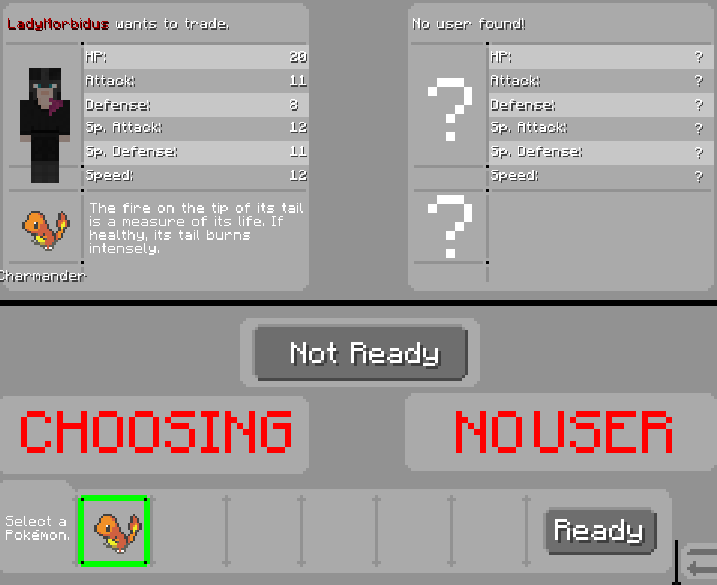 LadyMorbidus wants to trade.
HP: 20
Attack: 11
Defense: 8
Sp. Attack: 12
Sp. Defense: 11
Speed: 12
The fire on the tip of its tail
is a measure of its life. If
healthy, its tail burns
intensely.
Charmander
No user found!
HP: ?
Attack: ?
Defense: ?
Sp. Attack: ?
Sp. Defense: ?
Speed: ?
?
?
Not Ready
CHOOSING
NO USER
Select a
Pokémon.
Ready